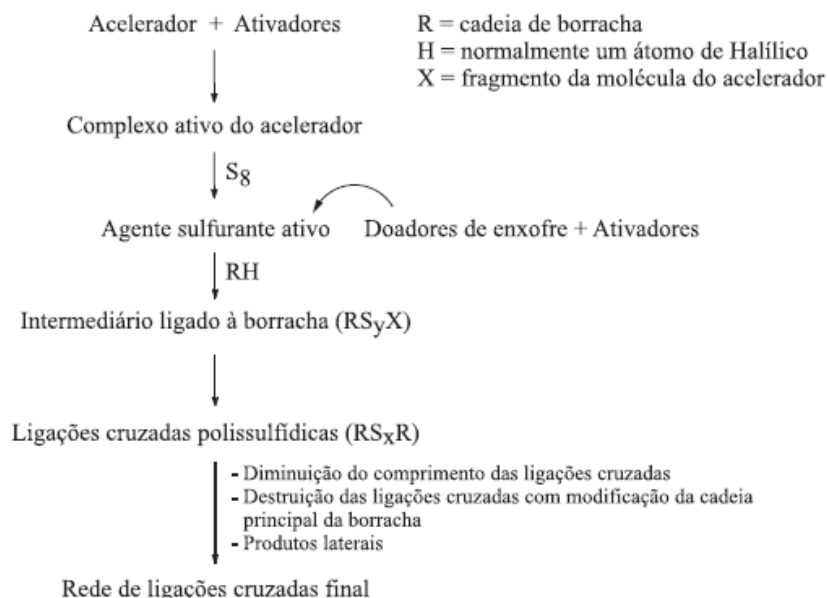 Acelerador + Ativadores
R = cadeia de borracha
H = normalmente um átomo de Halílico
X = fragmento da molécula do acelerador
Complexo ativo do acelerador
S8
Agente sulfurante ativo
Doadores de enxofre + Ativadores
RH
Intermediário ligado à borracha (RSyX)
Ligações cruzadas polissulfídicas (RSxR)
- Diminuição do comprimento das ligações cruzadas
- Destruição das ligações cruzadas com modificação da cadeia
principal da borracha
- Produtos laterais
Rede de ligações cruzadas final